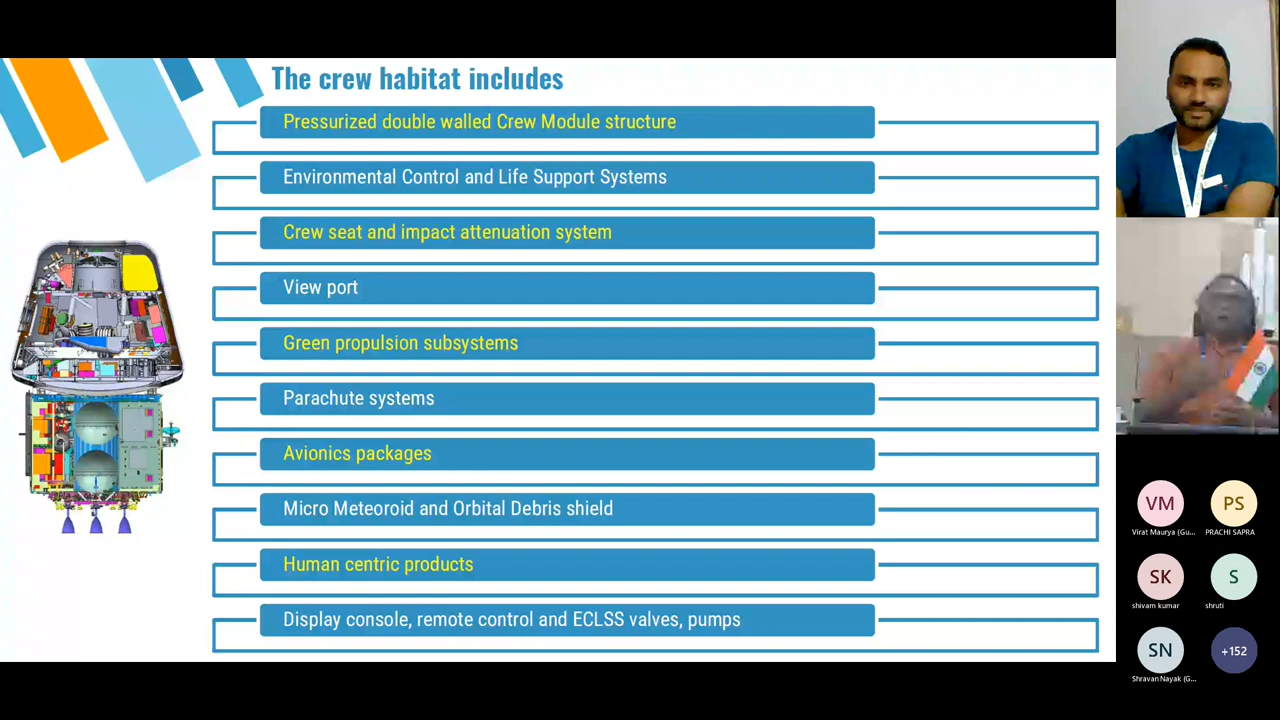 The crew habitat includes
Pressurized double walled Crew Module structure
Environmental Control and Life Support Systems
Crew seat and impact attenuation system
View port
Green propulsion subsystems
Parachute systems
Avionics packages
Micro Meteoroid and Orbital Debris shield
Human centric products
Display console, remote control and ECLSS valves, pumps
VM
PS
Virat Maurya (Gu...
PRACHI SAPRA
SK
S
shivam kumar
shruti
SN
+152
Shravan Nayak (G...